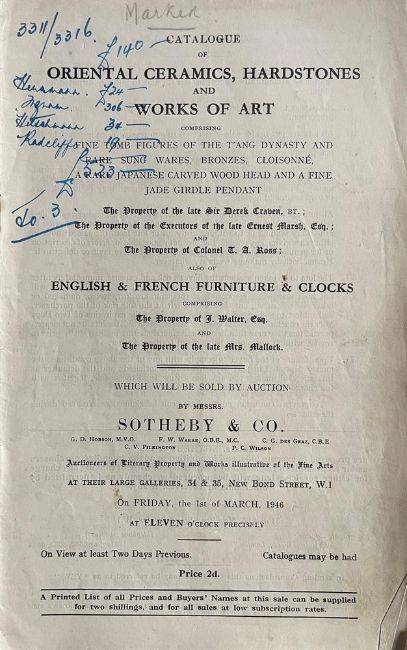 Marked
3311/3316.
£140 —
CATALOGUE
OF
ORIENTAL CERAMICS, HARDSTONES
AND
WORKS OF ART
£24 —
£306 —
34 —
Radcliffe
COMPRISING
FINE TOMB FIGURES OF THE T'ANG DYNASTY AND
RARE SUNG WARES, BRONZES, CLOISONNÉ,
A RARE JAPANESE CARVED WOOD HEAD AND A FINE
JADE GIRDLE PENDANT
The Property of the late Sir Derek Craven, BT.;
The Property of the Executors of the late Ernest Marsh, Esq.;
AND
The Property of Colonel T. A. Ross;
to. 3.
ALSO OF
ENGLISH & FRENCH FURNITURE & CLOCKS
COMPRISING
The Property of J. Walter, Esq.
AND
The Property of the late Mrs. Mallock.
WHICH WILL BE SOLD BY AUCTION
BY MESSRS.
SOTHEBY & CO.
G. D. HOBSON, M.V.O. F. W. WARRE, O.B.E., M.C. C. G. DES GRAZ, C.B.E
C. V. PILKINGTON P. C. WILSON
Auctioneers of Literary Property and Works illustrative of the Fine Arts
AT THEIR LARGE GALLERIES, 34 & 35, NEW BOND STREET, W.1
On FRIDAY, the 1st of MARCH, 1946
AT ELEVEN O'CLOCK PRECISELY
On View at least Two Days Previous. Catalogues may be had
Price 2d.
A Printed List of all Prices and Buyers' Names at this sale can be supplied
for two shillings, and for all sales at low subscription rates.